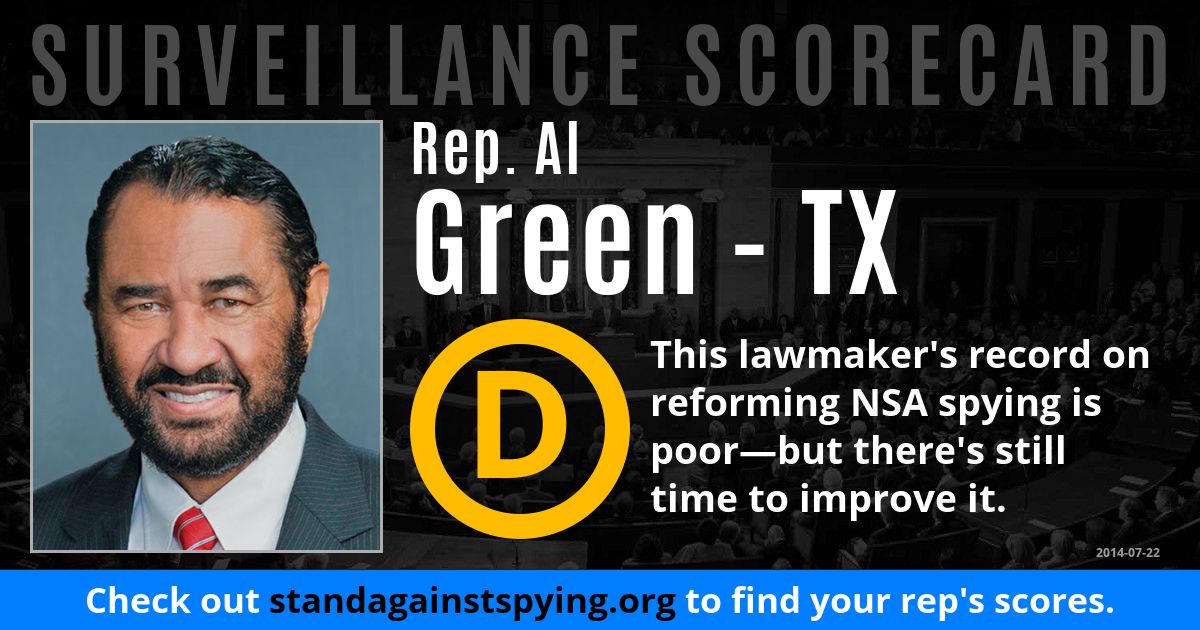 SURVEILLANCE SCORECARD
Rep. Al
Green - TX
D
This lawmaker's record on
reforming NSA spying is
poor—but there's still
time to improve it.
2014-07-22
Check out standagainstspying.org to find your rep's scores.